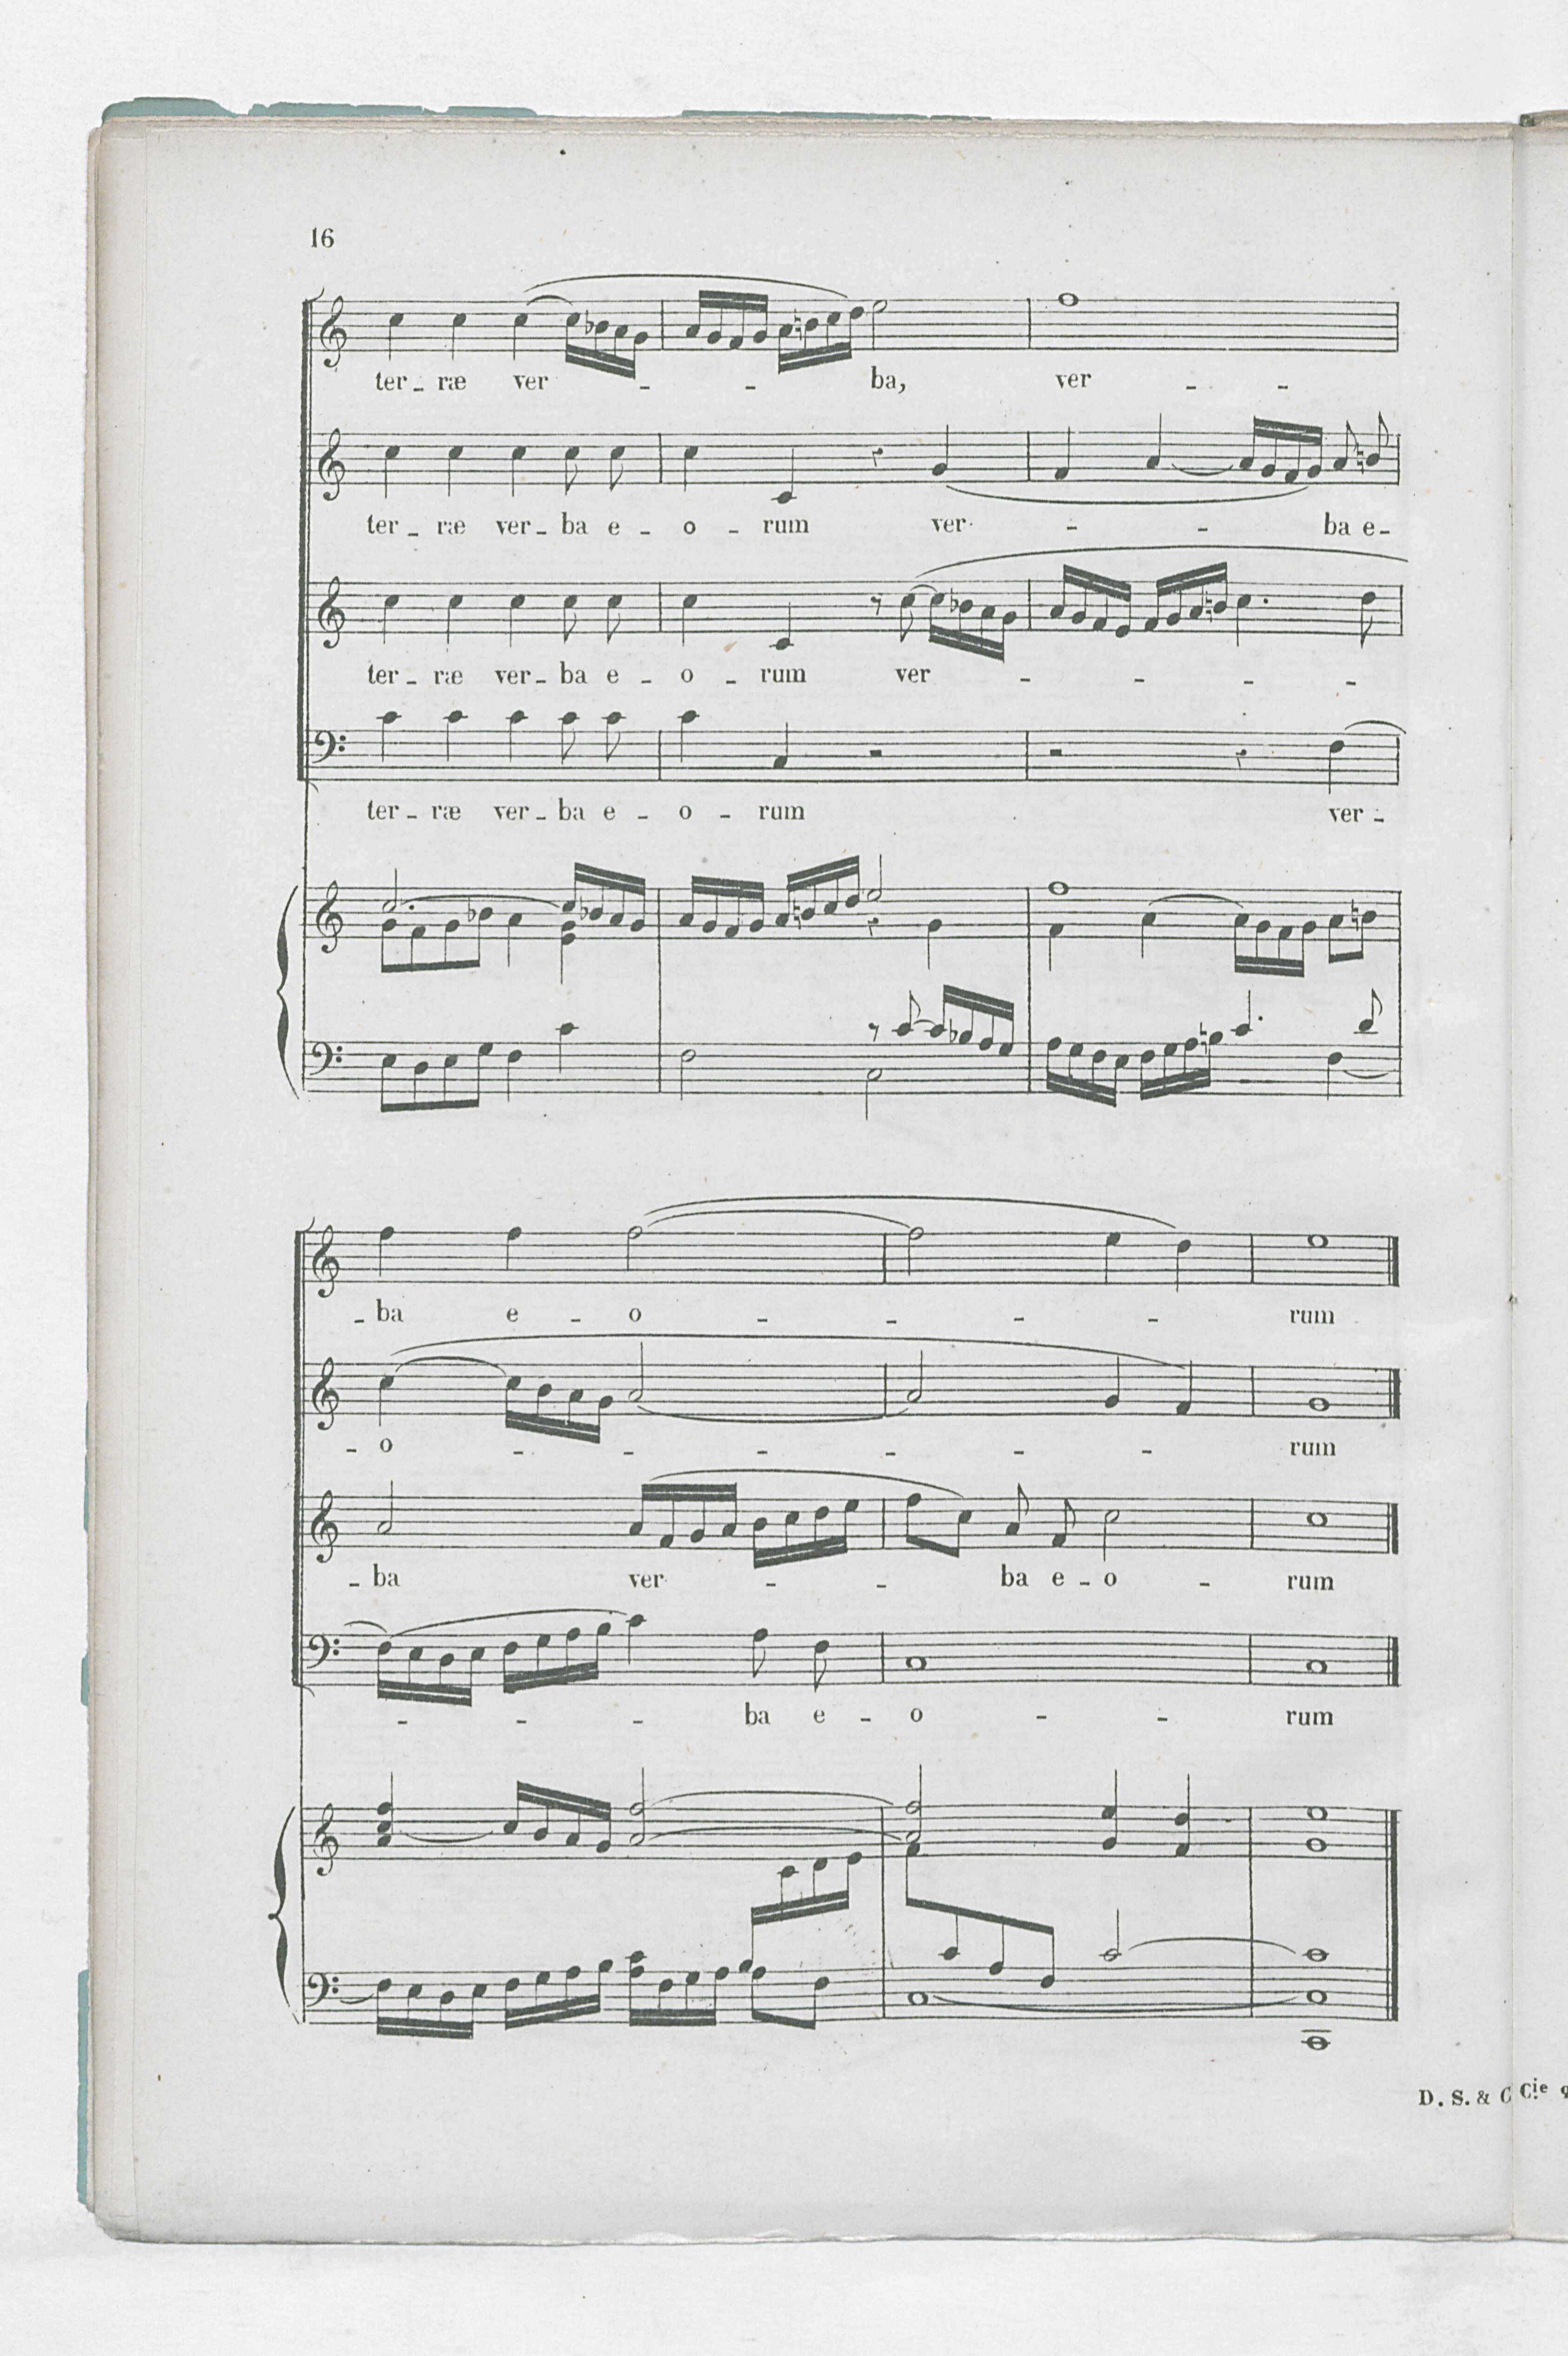 16
ter - ræ ver - - - ba, ver - -
ter - ræ ver - ba e - o - rum ver - - - ba e -
ter - ræ ver - ba e - o - rum ver - - - -
ter - ræ ver - ba e - o - rum ver -
- ba e - o - - - - rum
- o - - - - - - rum
- ba ver - - - ba e - o - rum
- - - ba e - o - - rum
D. S. & C Cie